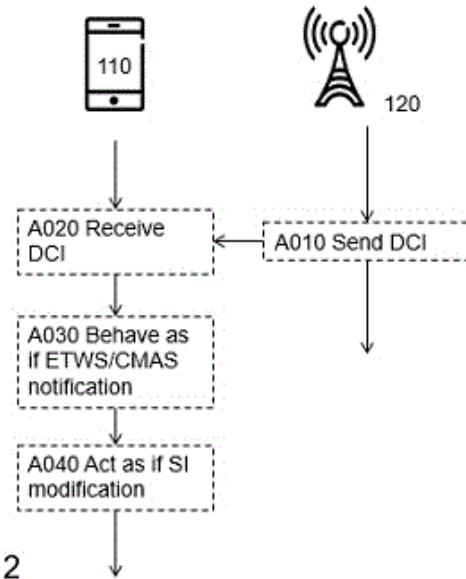 110
120
A020 Receive
DCI
A010 Send DCI
A030 Behave as
if ETWS/CMAS
notification
A040 Act as if SI
modification
2